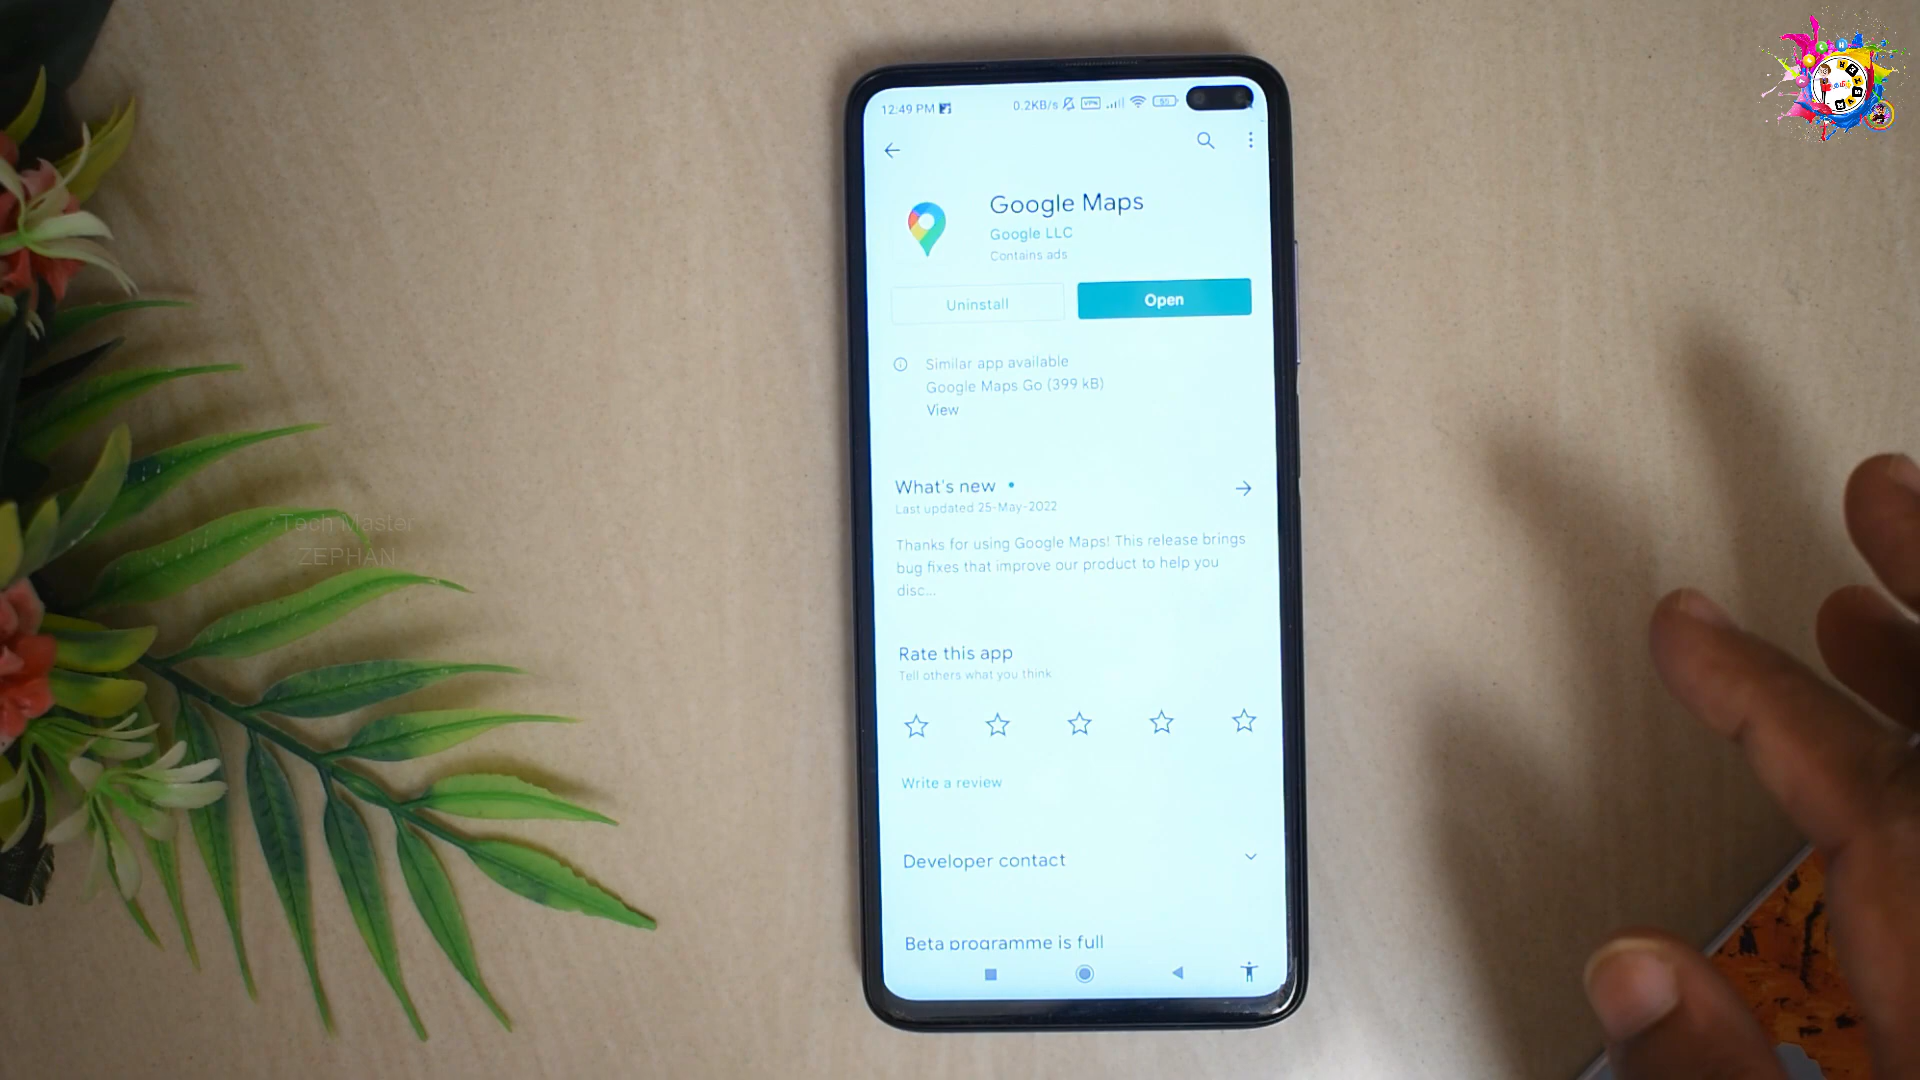 12:49 PM
0.2KB/s
VPN
Google Maps
Google LLC
Contains ads
Uninstall
Open
Similar app available
Google Maps Go (399 kB)
View
What's new
Last updated 25-May-2022
Thanks for using Google Maps! This release brings
bug fixes that improve our product to help you
disc...
Rate this app
Tell others what you think
Write a review
Developer contact
Beta programme is full
Tech Master
ZEPHAN